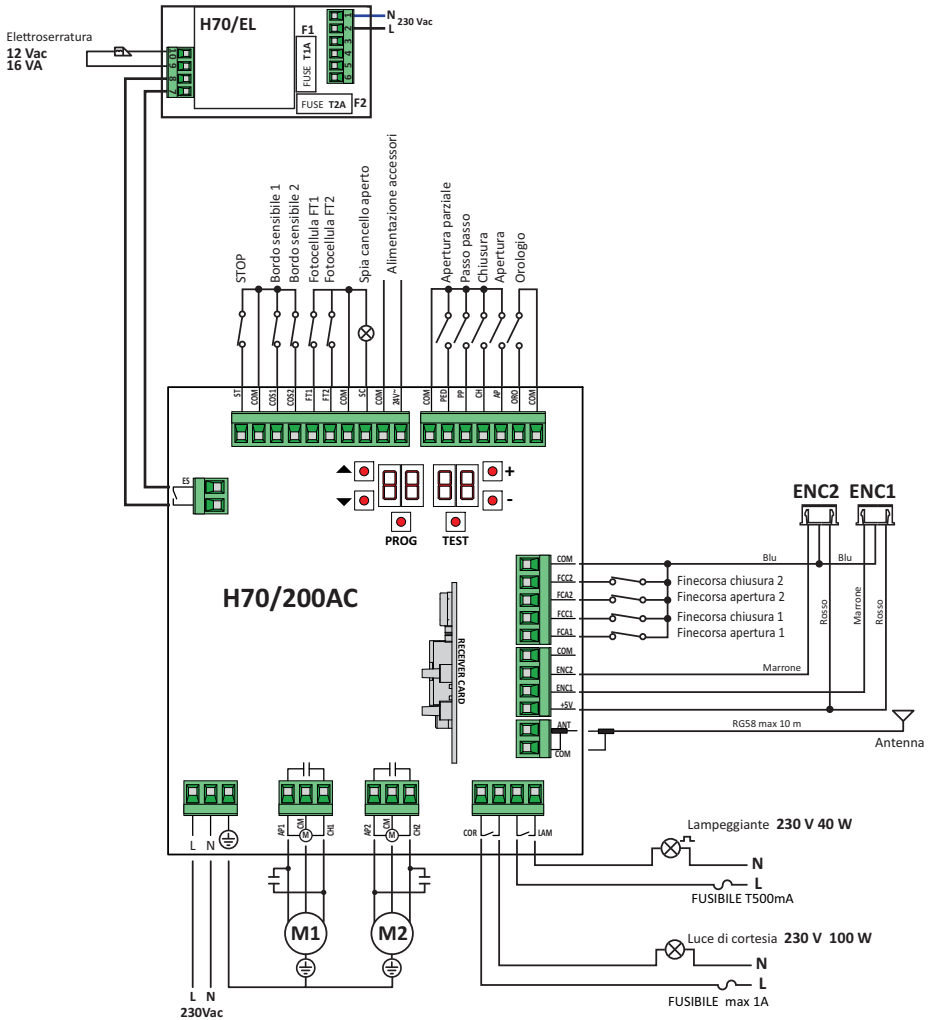 H70/EL
N
230 Vac
L
F1
FUSE T1A
FUSE T2A F2
1
2
3
4
5
6
10
9
8
7
Elettroserratura
12 Vac
16 VA
STOP
Bordo sensibile 1
Bordo sensibile 2
Fotocellula FT1
Fotocellula FT2
Spia cancello aperto
Alimentazione accessori
Apertura parziale
Passo passo
Chiusura
Apertura
Orologio
ST
COM
COS1
COS2
FT1
FT2
COM
SC
COM
24V~
COM
PED
PP
CH
AP
ORO
COM
ES
+
-
PROG
TEST
H70/200AC
RECEIVER CARD
ENC2 ENC1
COM
FCC2
FCA2
FCC1
FCA1
COM
ENC2
ENC1
+5V
ANT
COM
Blu
Blu
Finecorsa chiusura 2
Finecorsa apertura 2
Finecorsa chiusura 1
Finecorsa apertura 1
Rosso
Marrone
Rosso
Marrone
RG58 max 10 m
Antenna
L N
AP1
CM
CH1
M
AP2
CM
CH2
M
COR
LAM
Lampeggiante 230 V 40 W
N
L
FUSIBILE T500mA
M1
M2
Luce di cortesia 230 V 100 W
N
L
FUSIBILE max 1A
L N
230Vac